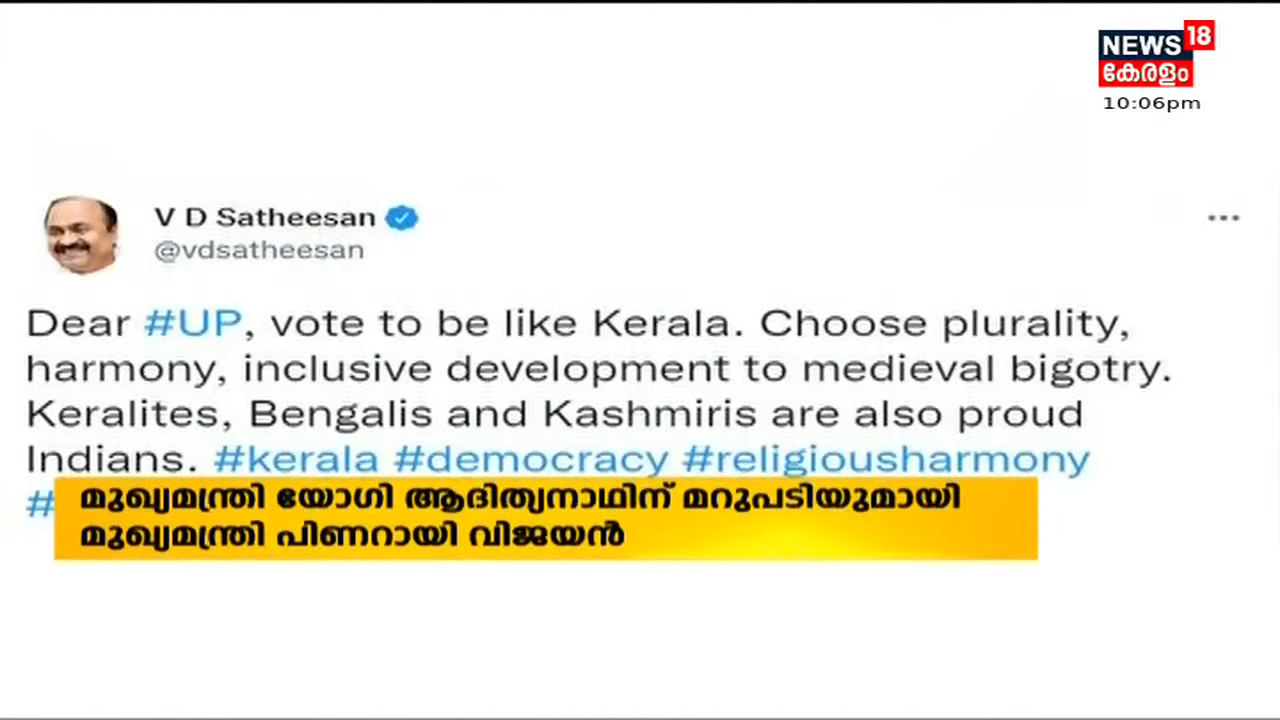 NEWS 18
കേരളം
10:06pm
V D Satheesan
@vdsatheesan
Dear #UP, vote to be like Kerala. Choose plurality,
harmony, inclusive development to medieval bigotry.
Keralites, Bengalis and Kashmiris are also proud
Indians. #kerala #democracy #religiousharmony
#
മുഖ്യമന്ത്രി യോഗി ആദിത്യനാഥിന് മറുപടിയുമായി
മുഖ്യമന്ത്രി പിണറായി വിജയൻ